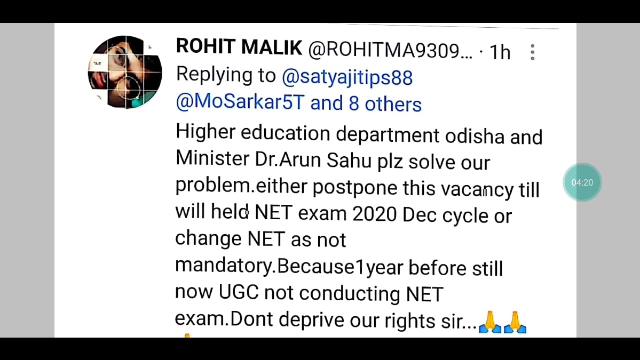 ROHIT MALIK @ROHITMA9309... · 1h
Replying to @satyajitips88
@MoSarkar5T and 8 others
Higher education department odisha and
Minister Dr.Arun Sahu plz solve our
problem.either postpone this vacancy till
will held NET exam 2020 Dec cycle or
change NET as not
mandatory.Because1year before still
now UGC not conducting NET
exam.Dont deprive our rights sir...🙏🙏
04:20